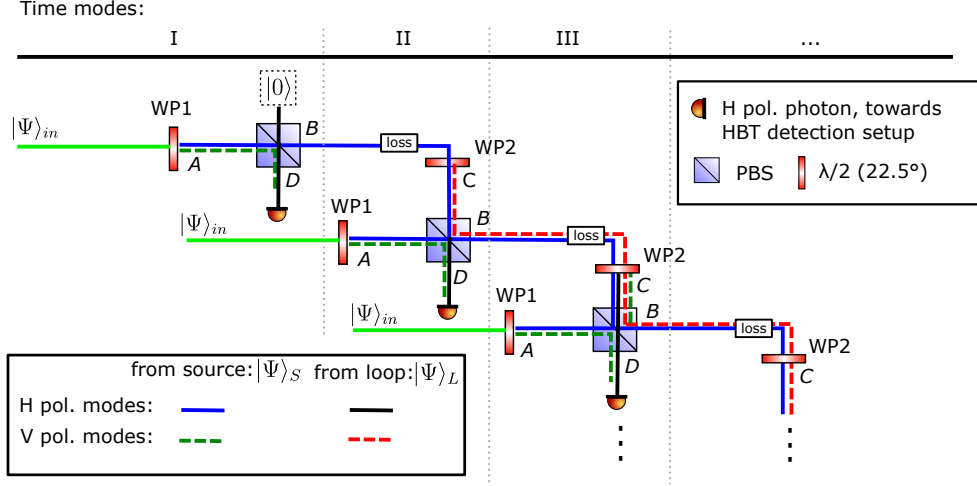 Time modes:
I II III ...
|0⟩
WP1
|Ψ⟩in
A
B
D
loss
WP2
C
H pol. photon, towards
HBT detection setup
PBS λ/2 (22.5°)
WP1
|Ψ⟩in
A
B
D
loss
WP2
C
WP1
|Ψ⟩in
A
B
D
loss
WP2
C
from source:|Ψ⟩S from loop:|Ψ⟩L
H pol. modes:
V pol. modes: